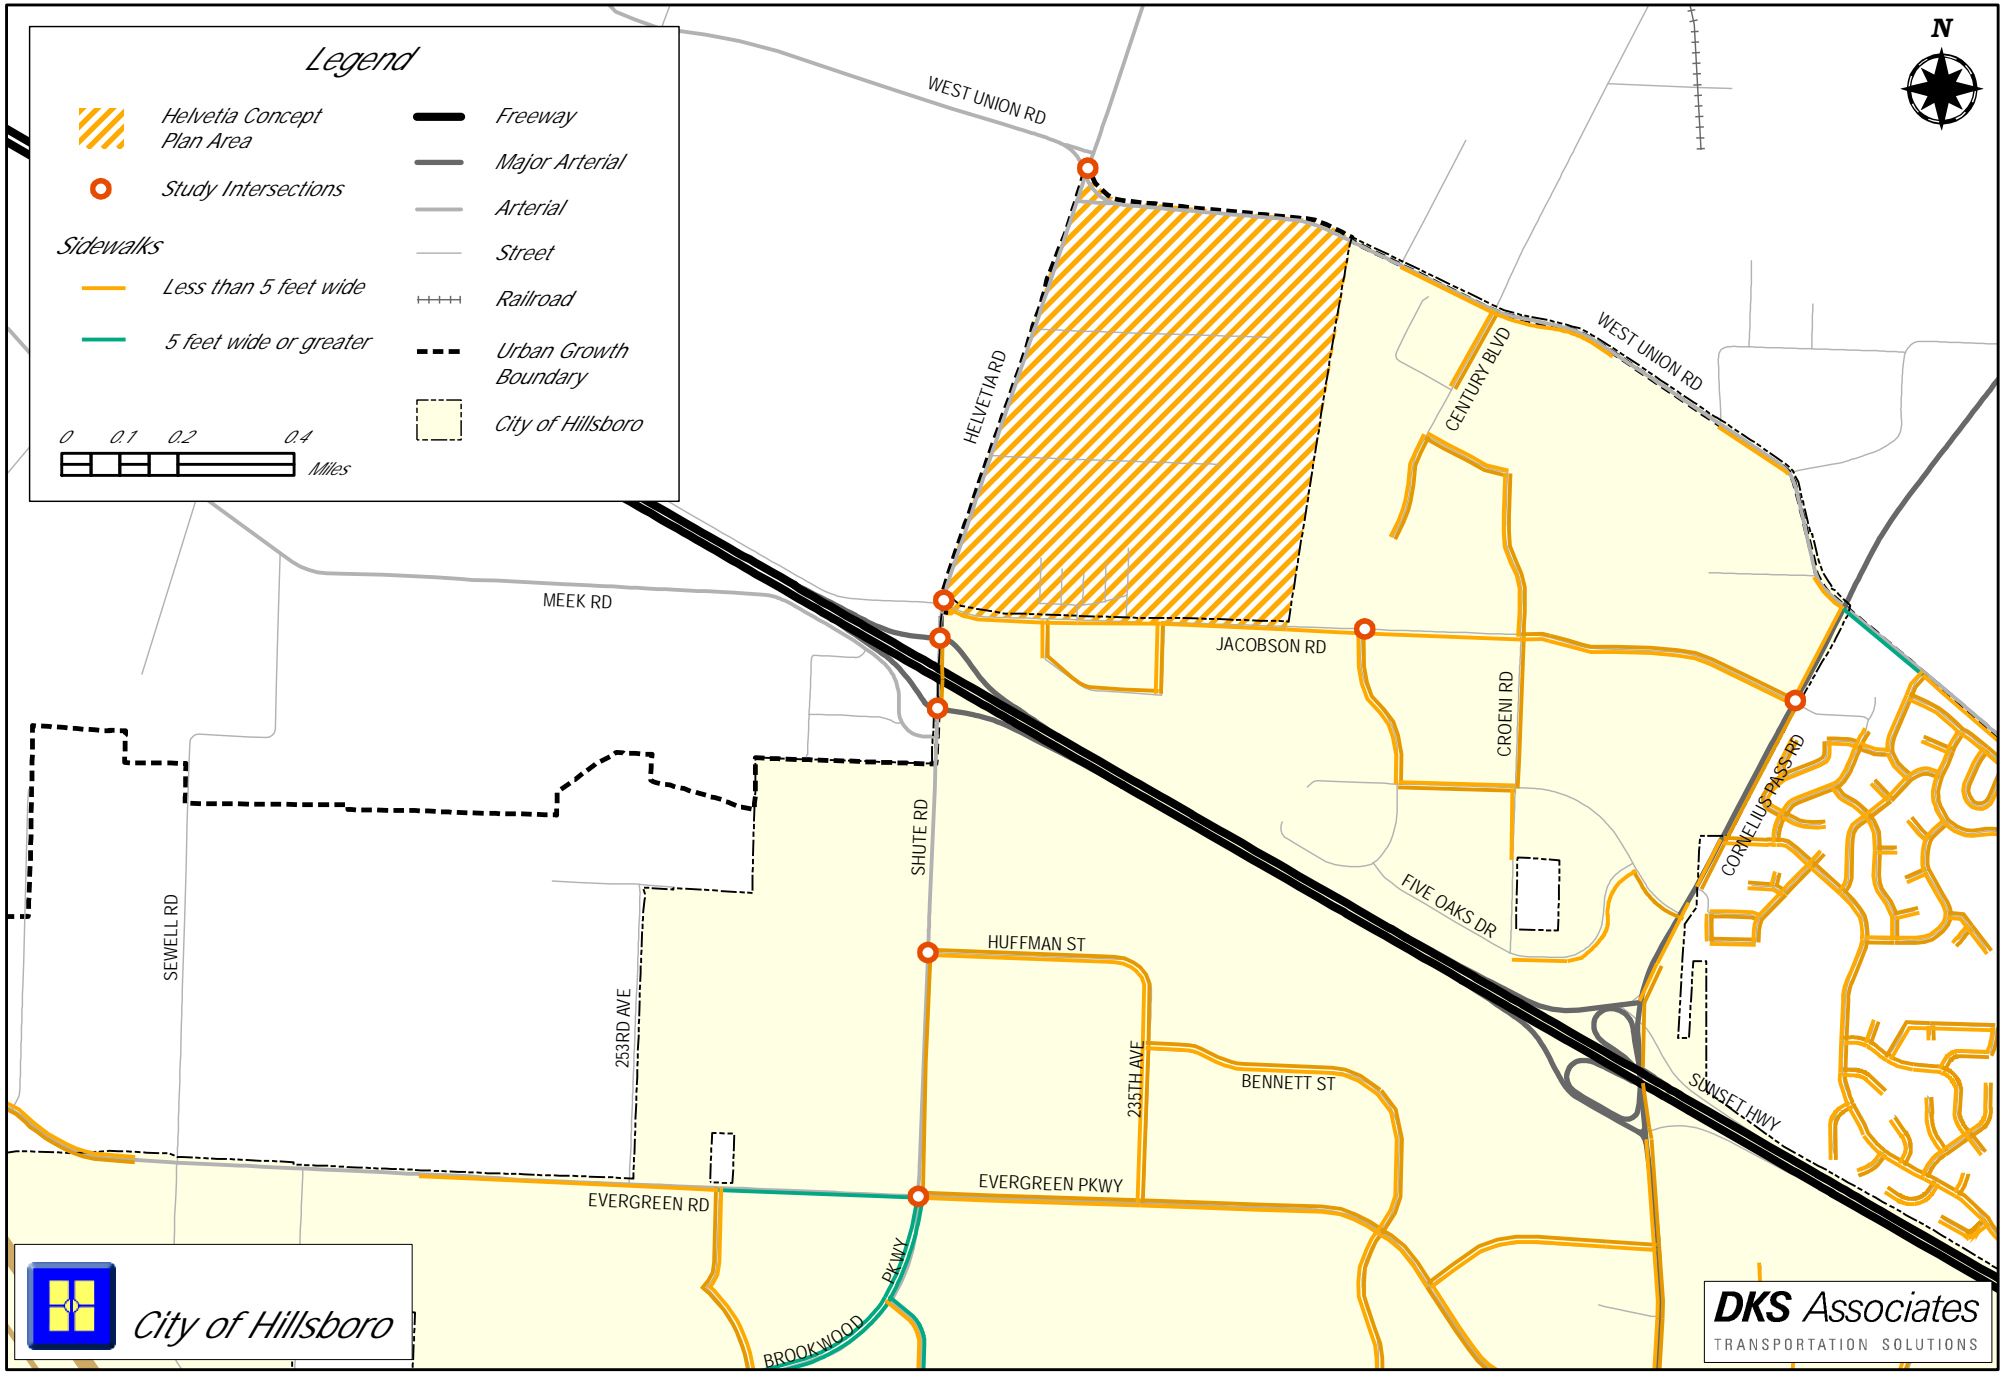 Legend
Helvetia Concept
Plan Area
Study Intersections
Sidewalks
Less than 5 feet wide
5 feet wide or greater
Freeway
Major Arterial
Arterial
Street
Railroad
Urban Growth
Boundary
City of Hillsboro
0 0.1 0.2 0.4
Miles
N
WEST UNION RD
WEST UNION RD
HELVETIA RD
CENTURY BLVD
MEEK RD
JACOBSON RD
CROENI RD
CORNELIUS PASS RD
SHUTE RD
FIVE OAKS DR
SEWELL RD
HUFFMAN ST
253RD AVE
235TH AVE
BENNETT ST
SUNSET HWY
EVERGREEN RD
EVERGREEN PKWY
BROOKWOOD PKWY
City of Hillsboro
DKS Associates
TRANSPORTATION SOLUTIONS